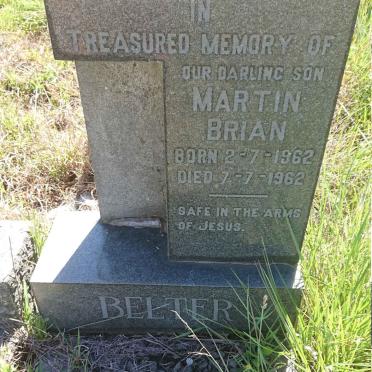 IN
TREASURED MEMORY OF
OUR DARLING SON
MARTIN
BRIAN
BORN 2-7-1962
DIED 7-7-1962
SAFE IN THE ARMS
OF JESUS.
BELTER